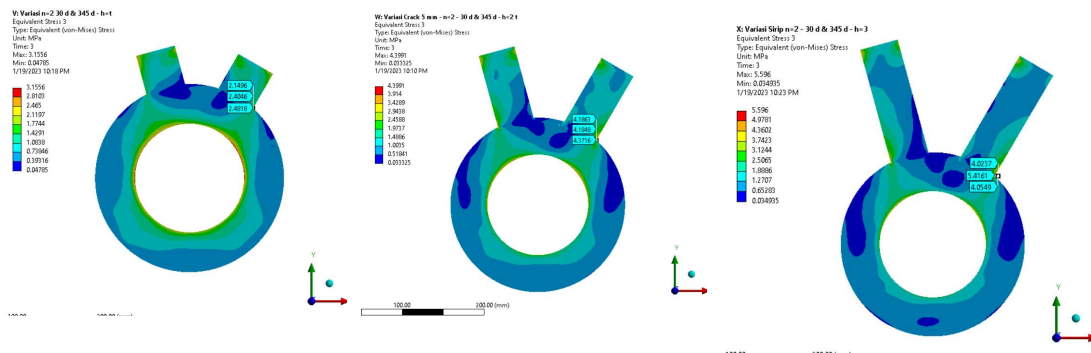 V: Variasi n=2 30 d & 345 d - h=t
Equivalent Stress 3
Type: Equivalent (von-Mises) Stress
Unit: MPa
Time: 3
Max: 3.1556
Min: 0.04785
1/19/2023 10:18 PM
3.1556
2.8103
2.465
2.1197
1.7744
1.4291
1.0838
0.73846
0.39316
0.04785
2.1496
2.4046
2.4818
Y
W: Variasi Crack 5 mm - n=2 - 30 d & 345 d - h=2 t
Equivalent Stress 3
Type: Equivalent (von-Mises) Stress
Unit: MPa
Time: 3
Max: 4.3991
Min: 0.033325
1/19/2023 10:10 PM
4.3991
3.914
3.4289
2.9438
2.4588
1.9737
1.4886
1.0035
0.51841
0.033325
4.1863
4.1848
4.3716
Y
100.00
200.00 (mm)
X: Variasi Sirip n=2 - 30 d & 345 d - h=3
Equivalent Stress 3
Type: Equivalent (von-Mises) Stress
Unit: MPa
Time: 3
Max: 5.596
Min: 0.034935
1/19/2023 10:23 PM
5.596
4.9781
4.3602
3.7423
3.1244
2.5065
1.8886
1.2707
0.65283
0.034935
4.0237
5.4161
4.0549
Y